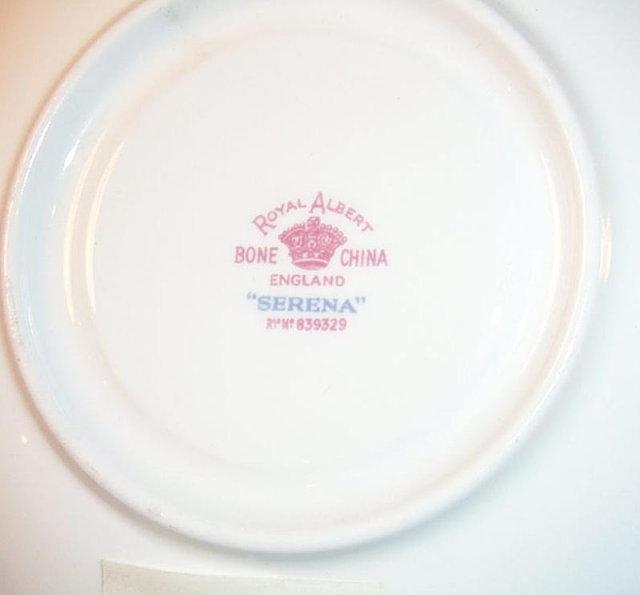 ROYAL ALBERT
BONE CHINA
ENGLAND
"SERENA"
Rᵈ Nº 839329